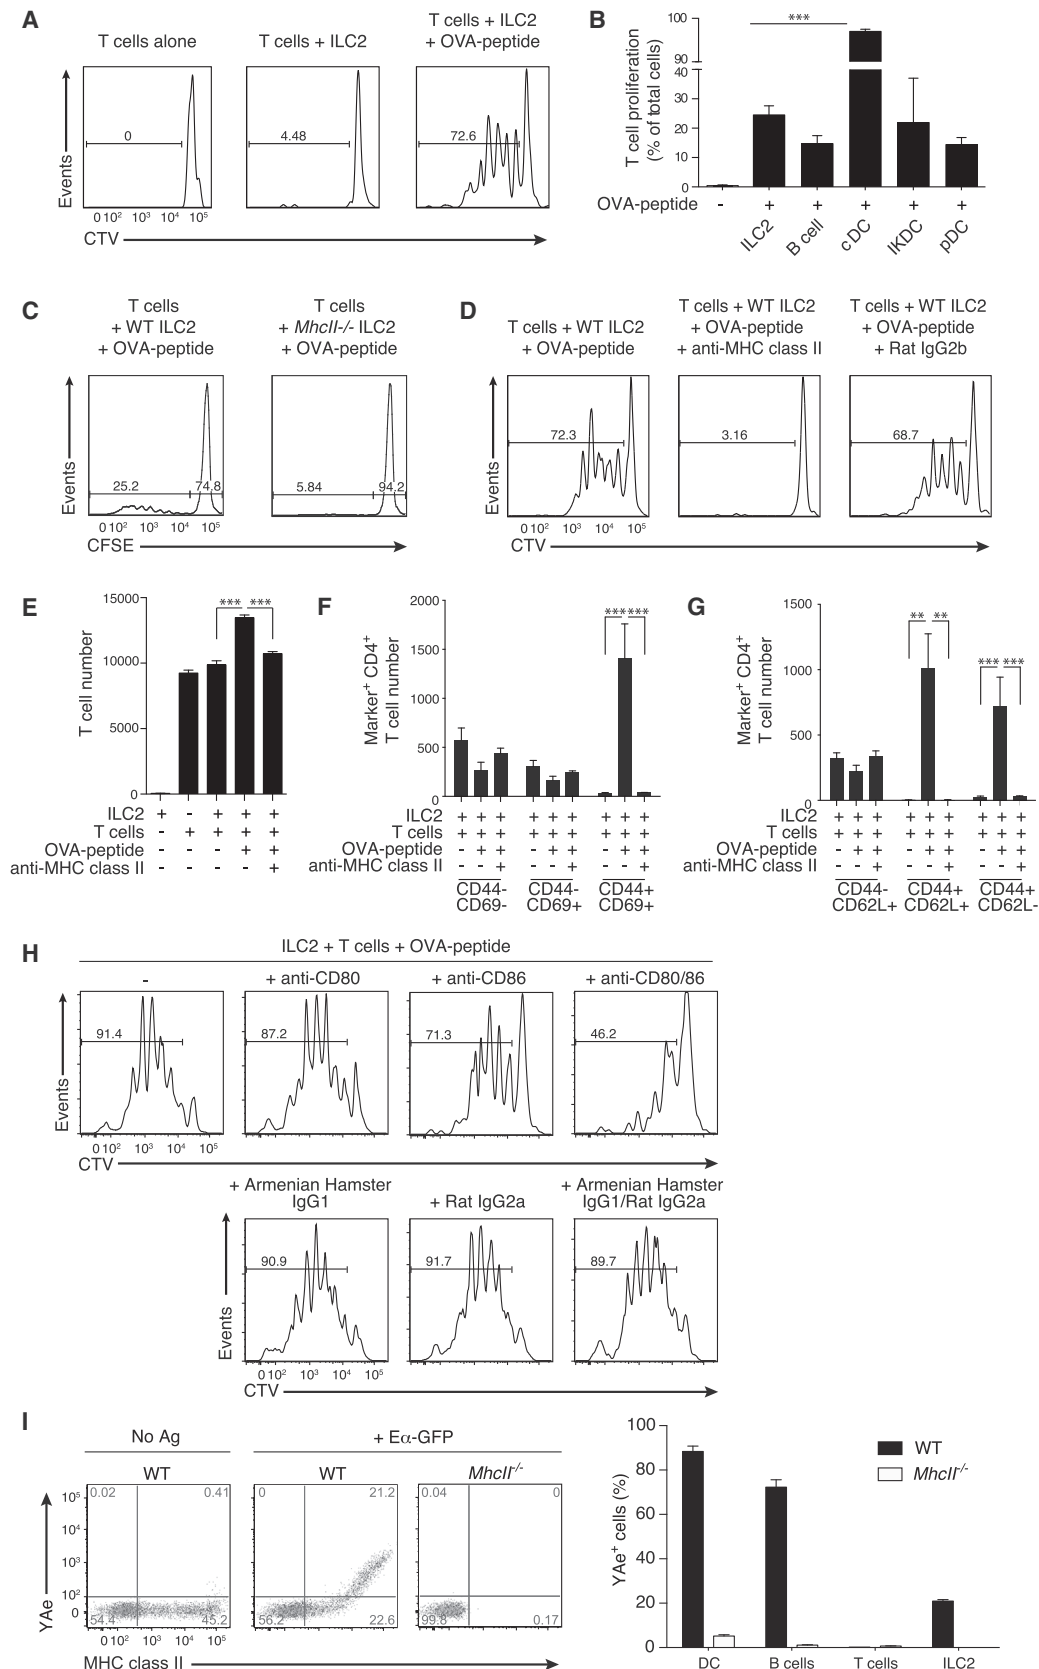 A
T cells alone
T cells + ILC2
T cells + ILC2
+ OVA-peptide
Events
0
4.48
72.6
0 10² 10³ 10⁴ 10⁵
CTV
B
***
T cell proliferation
(% of total cells)
100
90
40
30
20
10
0
OVA-peptide - + + + + +
ILC2
B cell
cDC
IKDC
pDC
C
T cells
+ WT ILC2
+ OVA-peptide
T cells
+ MhcII-/- ILC2
+ OVA-peptide
Events
25.2 74.8
5.84 94.2
0 10² 10³ 10⁴ 10⁵
CFSE
D
T cells + WT ILC2
+ OVA-peptide
T cells + WT ILC2
+ OVA-peptide
+ anti-MHC class II
T cells + WT ILC2
+ OVA-peptide
+ Rat IgG2b
Events
72.3
3.16
68.7
0 10² 10³ 10⁴ 10⁵
CTV
E
T cell number
15000
10000
5000
0
*** ***
ILC2 + - + + +
T cells - + + + +
OVA-peptide - - - + +
anti-MHC class II - - - - +
F
Marker⁺ CD4⁺
T cell number
2000
1500
1000
500
0
*** ***
ILC2 + + + + + + + + +
T cells + + + + + + + + +
OVA-peptide - + + - + + - + +
anti-MHC class II - - + - - + - - +
CD44- CD44- CD44+
CD69- CD69+ CD69+
G
Marker⁺ CD4⁺
T cell number
1500
1000
500
0
** **
*** ***
ILC2 + + + + + + + + +
T cells + + + + + + + + +
OVA-peptide - + + - + + - + +
anti-MHC class II - - + - - + - - +
CD44- CD44+ CD44+
CD62L+ CD62L+ CD62L-
H
ILC2 + T cells + OVA-peptide
-
+ anti-CD80
+ anti-CD86
+ anti-CD80/86
Events
91.4
87.2
71.3
46.2
0 10² 10³ 10⁴ 10⁵
CTV
+ Armenian Hamster
IgG1
+ Rat IgG2a
+ Armenian Hamster
IgG1/Rat IgG2a
Events
90.9
91.7
89.7
0 10² 10³ 10⁴ 10⁵
CTV
I
No Ag
+ Eα-GFP
WT
WT
MhcII⁻/⁻
YAe
10⁵
10⁴
10³
10²
0
0.02 0.41
54.4 45.2
0 21.2
56.2 22.6
0.04 0
99.8 0.17
0 10² 10³ 10⁴ 10⁵
MHC class II
YAe⁺ cells (%)
100
80
60
40
20
0
WT
MhcII⁻/⁻
DC B cells T cells ILC2